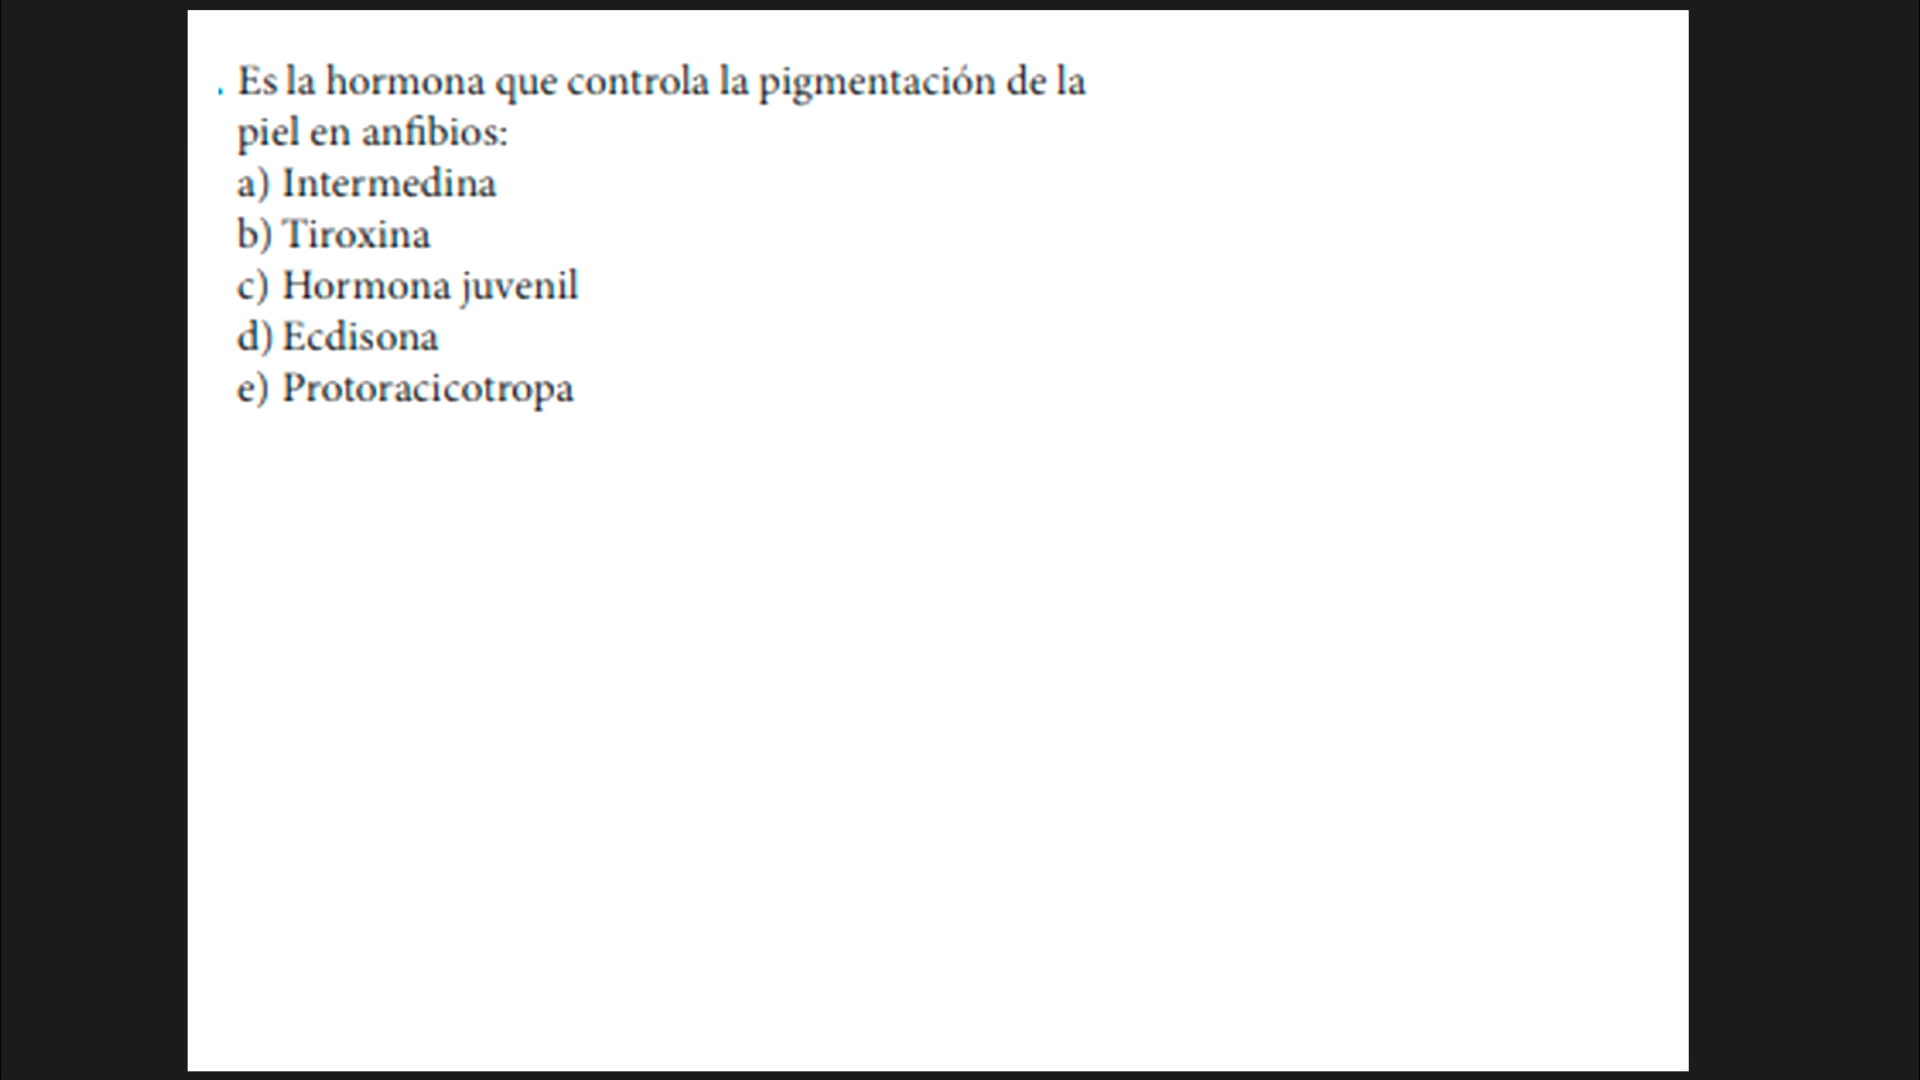 . Es la hormona que controla la pigmentación de la
piel en anfibios:
a) Intermedina
b) Tiroxina
c) Hormona juvenil
d) Ecdisona
e) Protoracicotropa